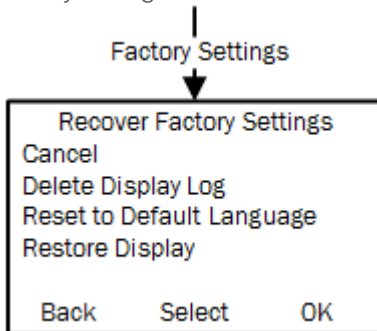 Factory Settings
Recover Factory Settings
Cancel
Delete Display Log
Reset to Default Language
Restore Display
Back Select OK